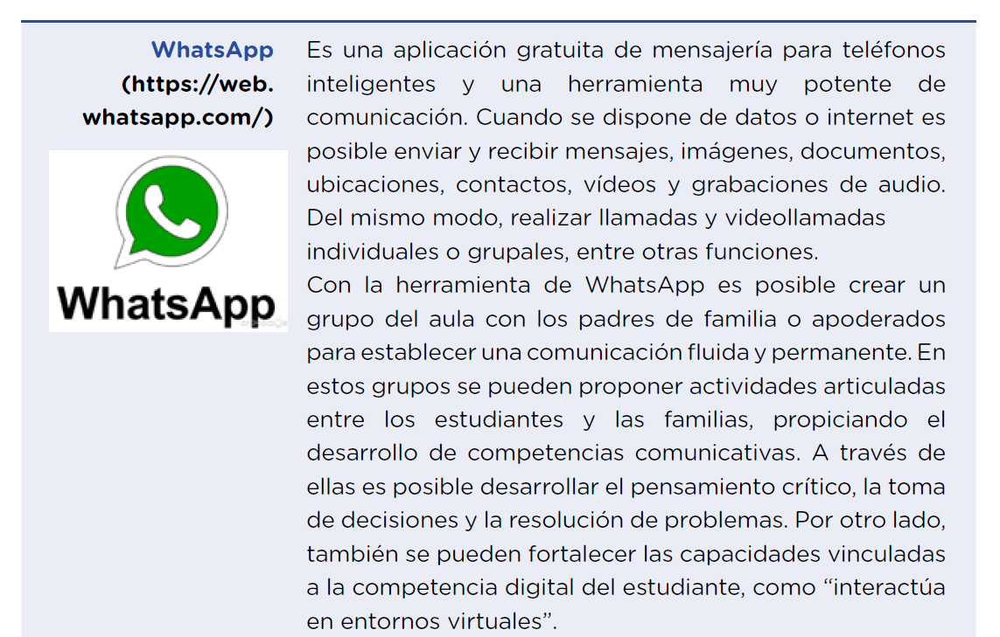 WhatsApp
(https://web.
whatsapp.com/)
WhatsApp
Es una aplicación gratuita de mensajería para teléfonos
inteligentes y una herramienta muy potente de
comunicación. Cuando se dispone de datos o internet es
posible enviar y recibir mensajes, imágenes, documentos,
ubicaciones, contactos, vídeos y grabaciones de audio.
Del mismo modo, realizar llamadas y videollamadas
individuales o grupales, entre otras funciones.
Con la herramienta de WhatsApp es posible crear un
grupo del aula con los padres de familia o apoderados
para establecer una comunicación fluida y permanente. En
estos grupos se pueden proponer actividades articuladas
entre los estudiantes y las familias, propiciando el
desarrollo de competencias comunicativas. A través de
ellas es posible desarrollar el pensamiento crítico, la toma
de decisiones y la resolución de problemas. Por otro lado,
también se pueden fortalecer las capacidades vinculadas
a la competencia digital del estudiante, como “interactúa
en entornos virtuales”.